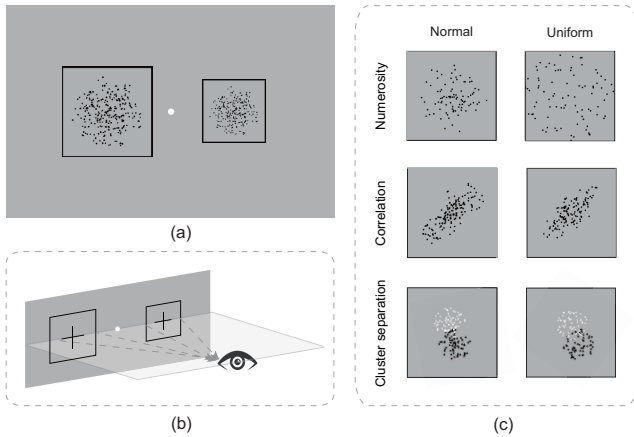 Normal Uniform
Numerosity
Correlation
Cluster separation
(a)
(b)
(c)